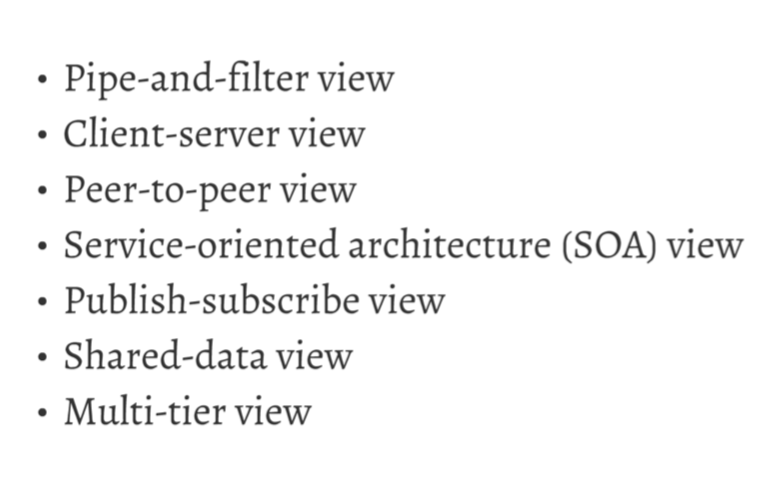 • Pipe-and-filter view
• Client-server view
• Peer-to-peer view
• Service-oriented architecture (SOA) view
• Publish-subscribe view
• Shared-data view
• Multi-tier view